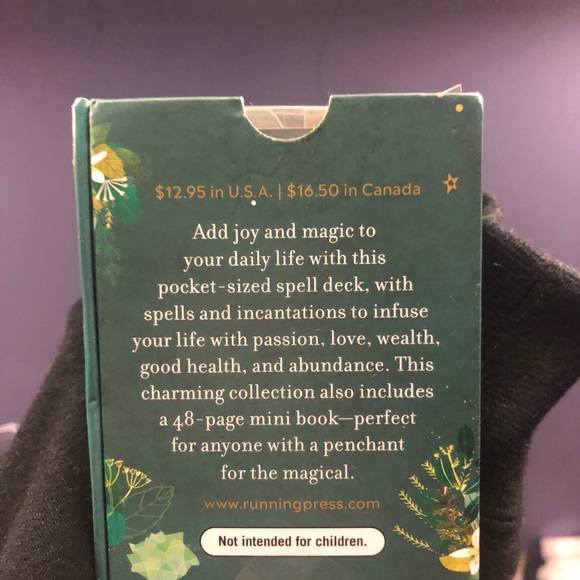 $12.95 in U.S.A. | $16.50 in Canada
Add joy and magic to
your daily life with this
pocket-sized spell deck, with
spells and incantations to infuse
your life with passion, love, wealth,
good health, and abundance. This
charming collection also includes
a 48-page mini book—perfect
for anyone with a penchant
for the magical.
www.runningpress.com
Not intended for children.